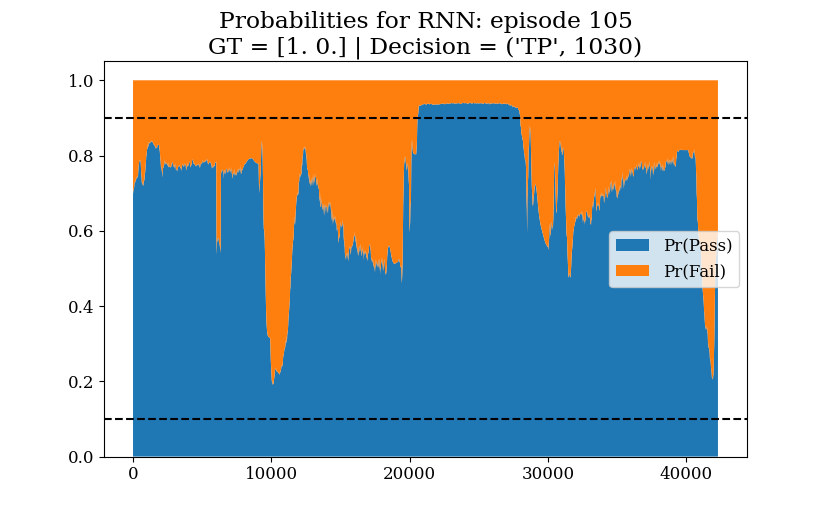 Probabilities for RNN: episode 105
GT = [1. 0.] | Decision = ('TP', 1030)
1.0
0.8
0.6
0.4
0.2
0.0
Pr(Pass)
Pr(Fail)
0 10000 20000 30000 40000